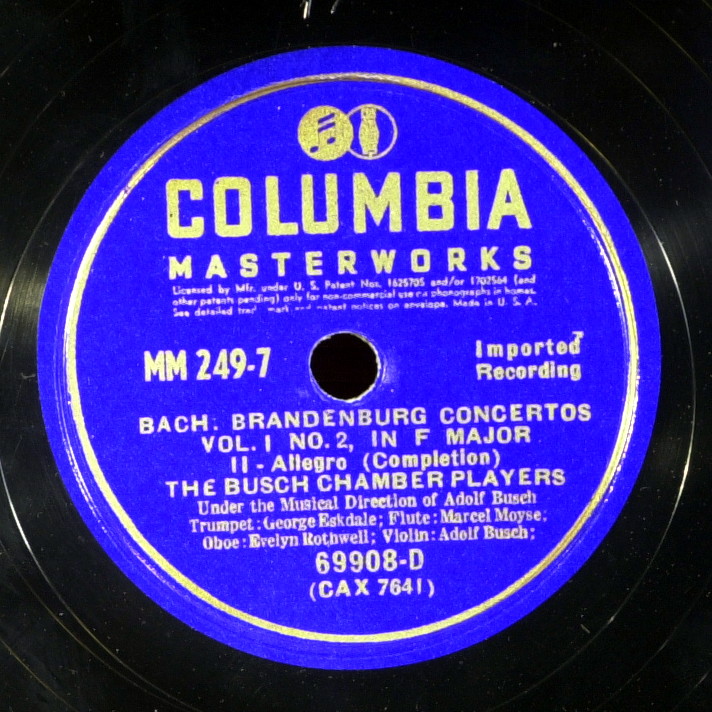 COLUMBIA
MASTERWORKS
Licensed by Mfr. under U. S. Patent Nos. 1625705 and/or 1702564 (and
other patents pending) only for non-commercial use on phonographs in homes.
See detailed and patent notices on envelope. Made in U. S. A.
MM 249-7
Imported
Recording
7
BACH: BRANDENBURG CONCERTOS
VOL. I NO. 2, IN F MAJOR
II - Allegro (Completion)
THE BUSCH CHAMBER PLAYERS
Under the Musical Direction of Adolf Busch
Trumpet: George Eskdale; Flute: Marcel Moyse;
Oboe: Evelyn Rothwell; Violin: Adolf Busch;
69908-D
(CAX 7641)